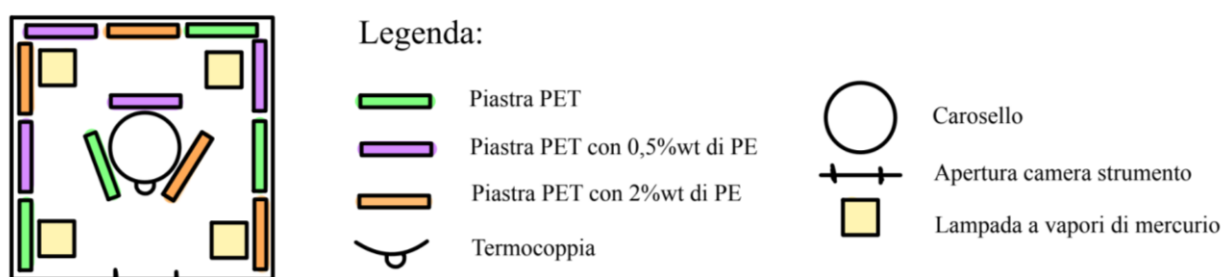 Legenda:
Piastra PET
Piastra PET con 0,5%wt di PE
Piastra PET con 2%wt di PE
Termocoppia
Carosello
Apertura camera strumento
Lampada a vapori di mercurio